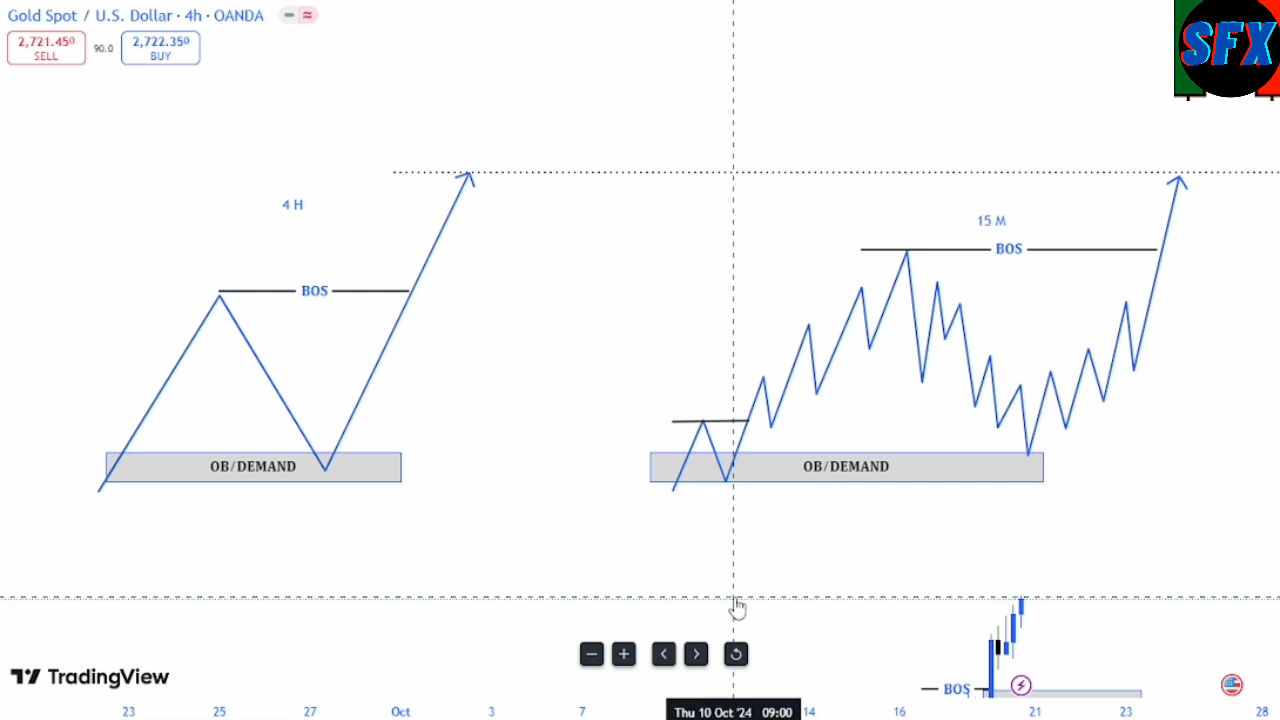 Gold Spot / U.S. Dollar · 4h · OANDA
2,721.450
SELL
90.0
2,722.350
BUY
SFX
4 H
15 M
BOS
BOS
OB/DEMAND
OB/DEMAND
BOS
TradingView
23
25
27
Oct
3
7
Thu 10 Oct '24 09:00
14
16
21
23
28